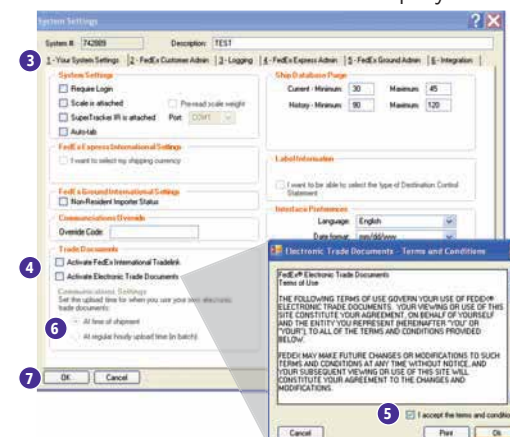 System Settings
System #: 742889 Description: TEST
3
1 - Your System Settings 2 - FedEx Customer Admin 3 - Logging 4 - FedEx Express Admin 5 - FedEx Ground Admin 6 - Integration
System Settings
Require Login
Scale is attached Pre-read scale weight
SuperTracker IR is attached Port COM1
Auto-tab
FedEx Express International Settings
I want to select my shipping currency
FedEx Ground International Settings
Non-Resident Importer Status
Communications Override
Override Code:
Trade Documents
4
Activate FedEx International Tradelink
Activate Electronic Trade Documents
Communications Settings
Set the upload time for when you use your own electronic
trade documents:
6
At time of shipment
At regular hourly upload time (in batch)
7
OK Cancel
Ship Database Purge
Current - Minimum: 30 Maximum: 45
History - Minimum: 90 Maximum: 120
Label Information
I want to be able to select the type of Destination Control
Statement
Interface Preferences
Language: English
Date format: mm/dd/yyyy
Electronic Trade Documents - Terms and Conditions
FedEx® Electronic Trade Documents
Terms of Use
THE FOLLOWING TERMS OF USE GOVERN YOUR USE OF FEDEX®
ELECTRONIC TRADE DOCUMENTS. YOUR VIEWING OR USE OF THIS
SITE CONSTITUTE YOUR AGREEMENT, ON BEHALF OF YOURSELF
AND THE ENTITY YOU REPRESENT (HEREINAFTER "YOU" OR
"YOUR"), TO ALL OF THE TERMS AND CONDITIONS PROVIDED
BELOW.
FEDEX MAY MAKE FUTURE CHANGES OR MODIFICATIONS TO SUCH
TERMS AND CONDITIONS AT ANY TIME WITHOUT NOTICE, AND
YOUR SUBSEQUENT VIEWING OR USE OF THIS SITE WILL
CONSTITUTE YOUR AGREEMENT TO THE CHANGES AND
MODIFICATIONS.
5
I accept the terms and conditio
Cancel Print Ok